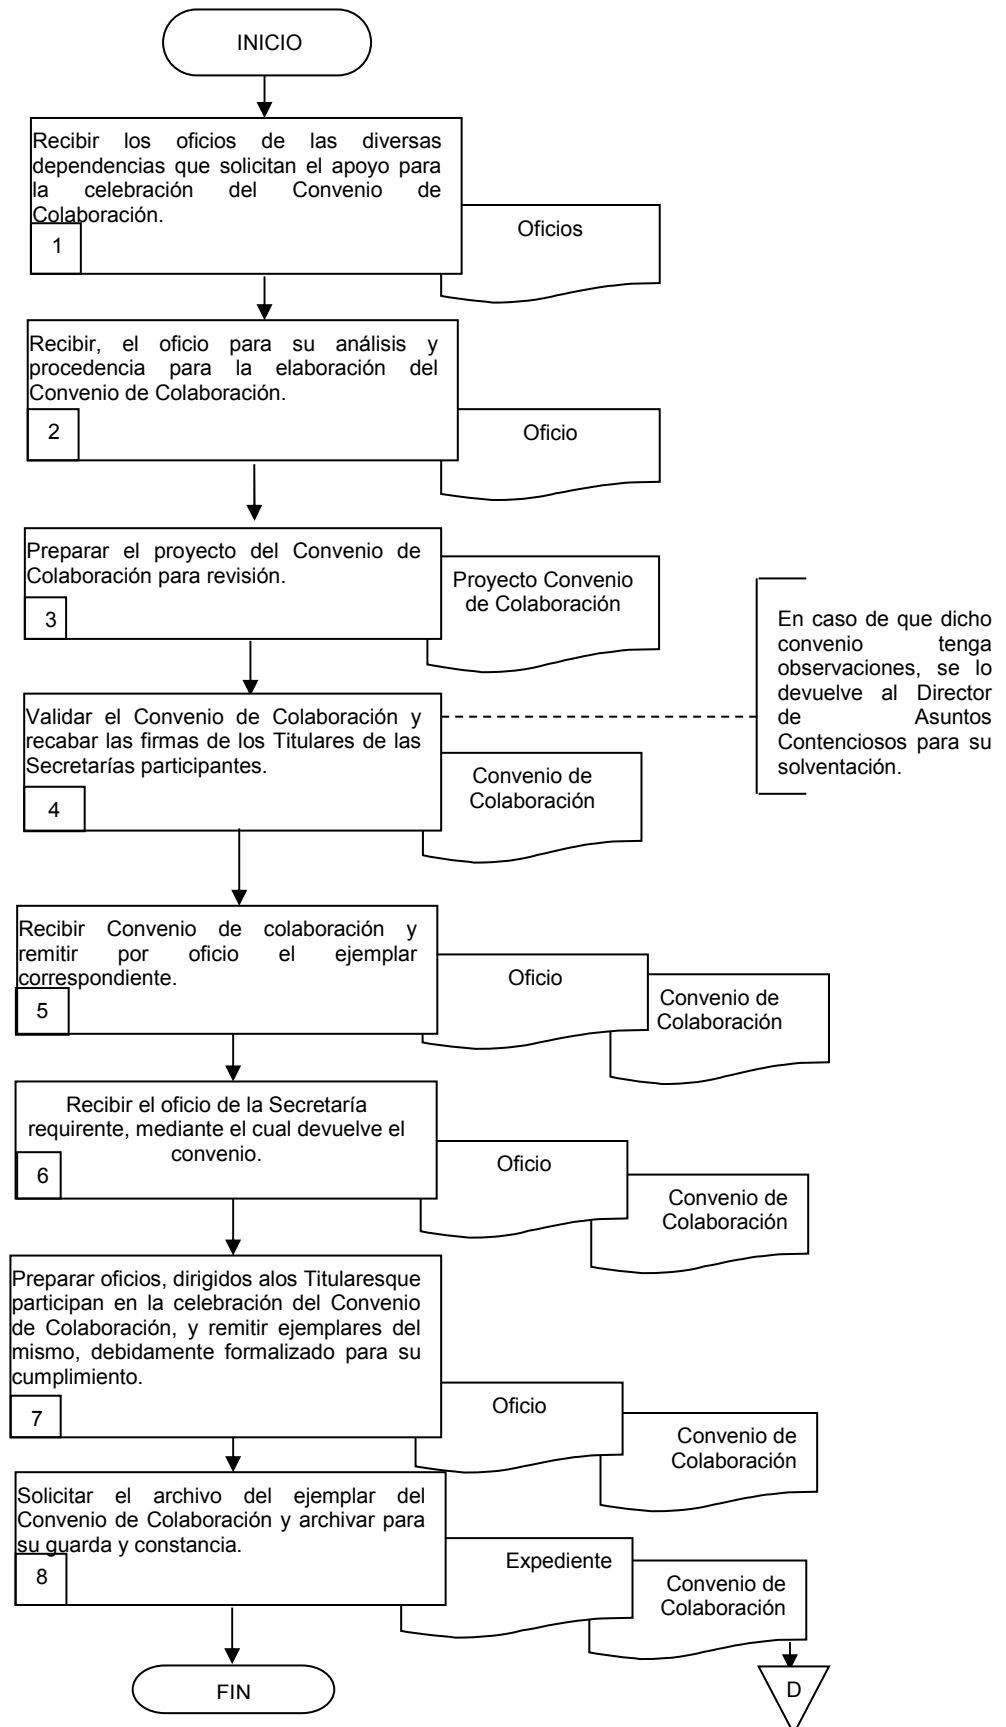 INICIO
Recibir los oficios de las diversas
dependencias que solicitan el apoyo para
la celebración del Convenio de
Colaboración.
1
Oficios
Recibir, el oficio para su análisis y
procedencia para la elaboración del
Convenio de Colaboración.
2
Oficio
Preparar el proyecto del Convenio de
Colaboración para revisión.
3
Proyecto Convenio
de Colaboración
En caso de que dicho
convenio tenga
observaciones, se lo
devuelve al Director
de Asuntos
Contenciosos para su
solventación.
Validar el Convenio de Colaboración y
recabar las firmas de los Titulares de las
Secretarías participantes.
4
Convenio de
Colaboración
Recibir Convenio de colaboración y
remitir por oficio el ejemplar
correspondiente.
5
Oficio
Convenio de
Colaboración
Recibir el oficio de la Secretaría
requirente, mediante el cual devuelve el
convenio.
6
Oficio
Convenio de
Colaboración
Preparar oficios, dirigidos alos Titularesque
participan en la celebración del Convenio
de Colaboración, y remitir ejemplares del
mismo, debidamente formalizado para su
cumplimiento.
7
Oficio
Convenio de
Colaboración
Solicitar el archivo del ejemplar del
Convenio de Colaboración y archivar para
su guarda y constancia.
8
Expediente
Convenio de
Colaboración
FIN
D